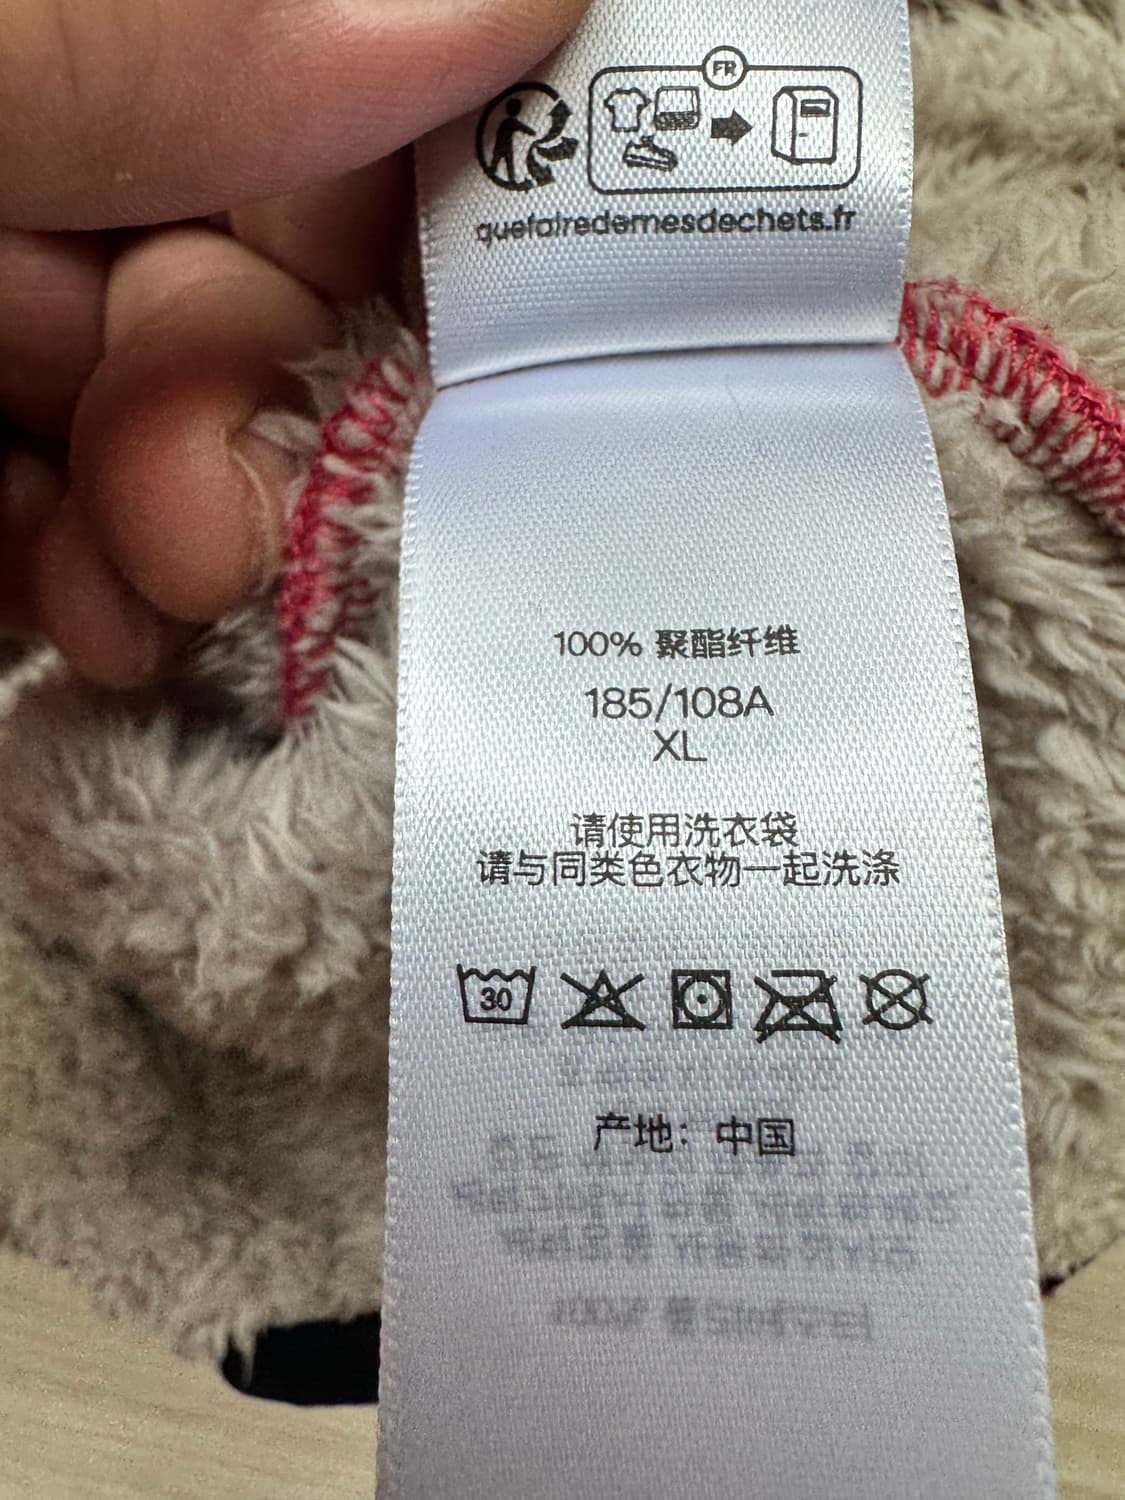 FR
quefairedemesdechets.fr
100% 聚酯纤维
185/108A
XL
请使用洗衣袋
请与同类色衣物一起洗涤
30
产地：中国